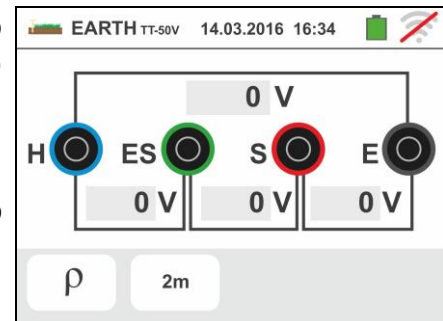 EARTH TT-50V 14.03.2016 16:34
0 V
H ES S E
0 V 0 V 0 V
ρ 2m